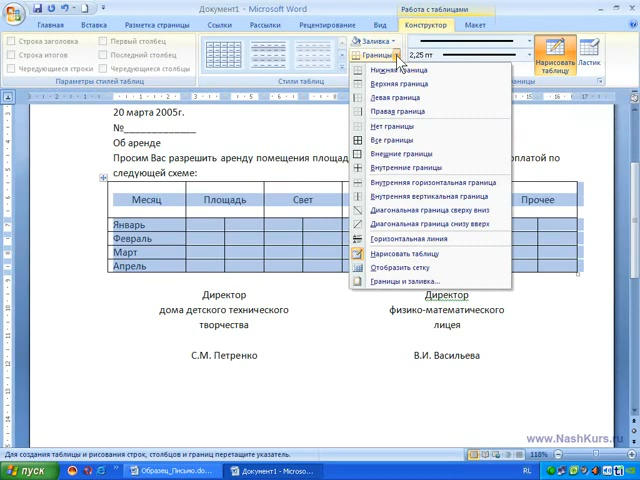 Документ1 - Microsoft Word
Работа с таблицами
Главная
Вставка
Разметка страницы
Ссылки
Рассылки
Рецензирование
Вид
Конструктор
Макет
Строка заголовка
Первый столбец
Строка итогов
Последний столбец
Чередующиеся строки
Чередующиеся столбцы
Параметры стилей таблиц
Стили таблиц
Заливка
Границы
2,25 пт
Нарисовать
таблицу
Ластик
Нижняя граница
Верхняя граница
Левая граница
Правая граница
Нет границы
Все границы
Внешние границы
Внутренние границы
Внутренняя горизонтальная граница
Внутренняя вертикальная граница
Диагональная граница сверху вниз
Диагональная граница снизу вверх
Горизонтальная линия
Нарисовать таблицу
Отобразить сетку
Границы и заливка...
20 марта 2005г.
№
Об аренде
Просим Вас разрешить аренду помещения площад
оплатой по
следующей схеме:
Месяц
Площадь
Свет
Прочее
Январь
Февраль
Март
Апрель
Директор
дома детского технического
творчества
С.М. Петренко
Директор
физико-математического
лицея
В.И. Васильева
www.NashKurs.ru
Для создания таблицы и рисования строк, столбцов и границ перетащите указатель.
118%
пуск
Образец_Письмо.do...
Документ1 - Microso...
RL